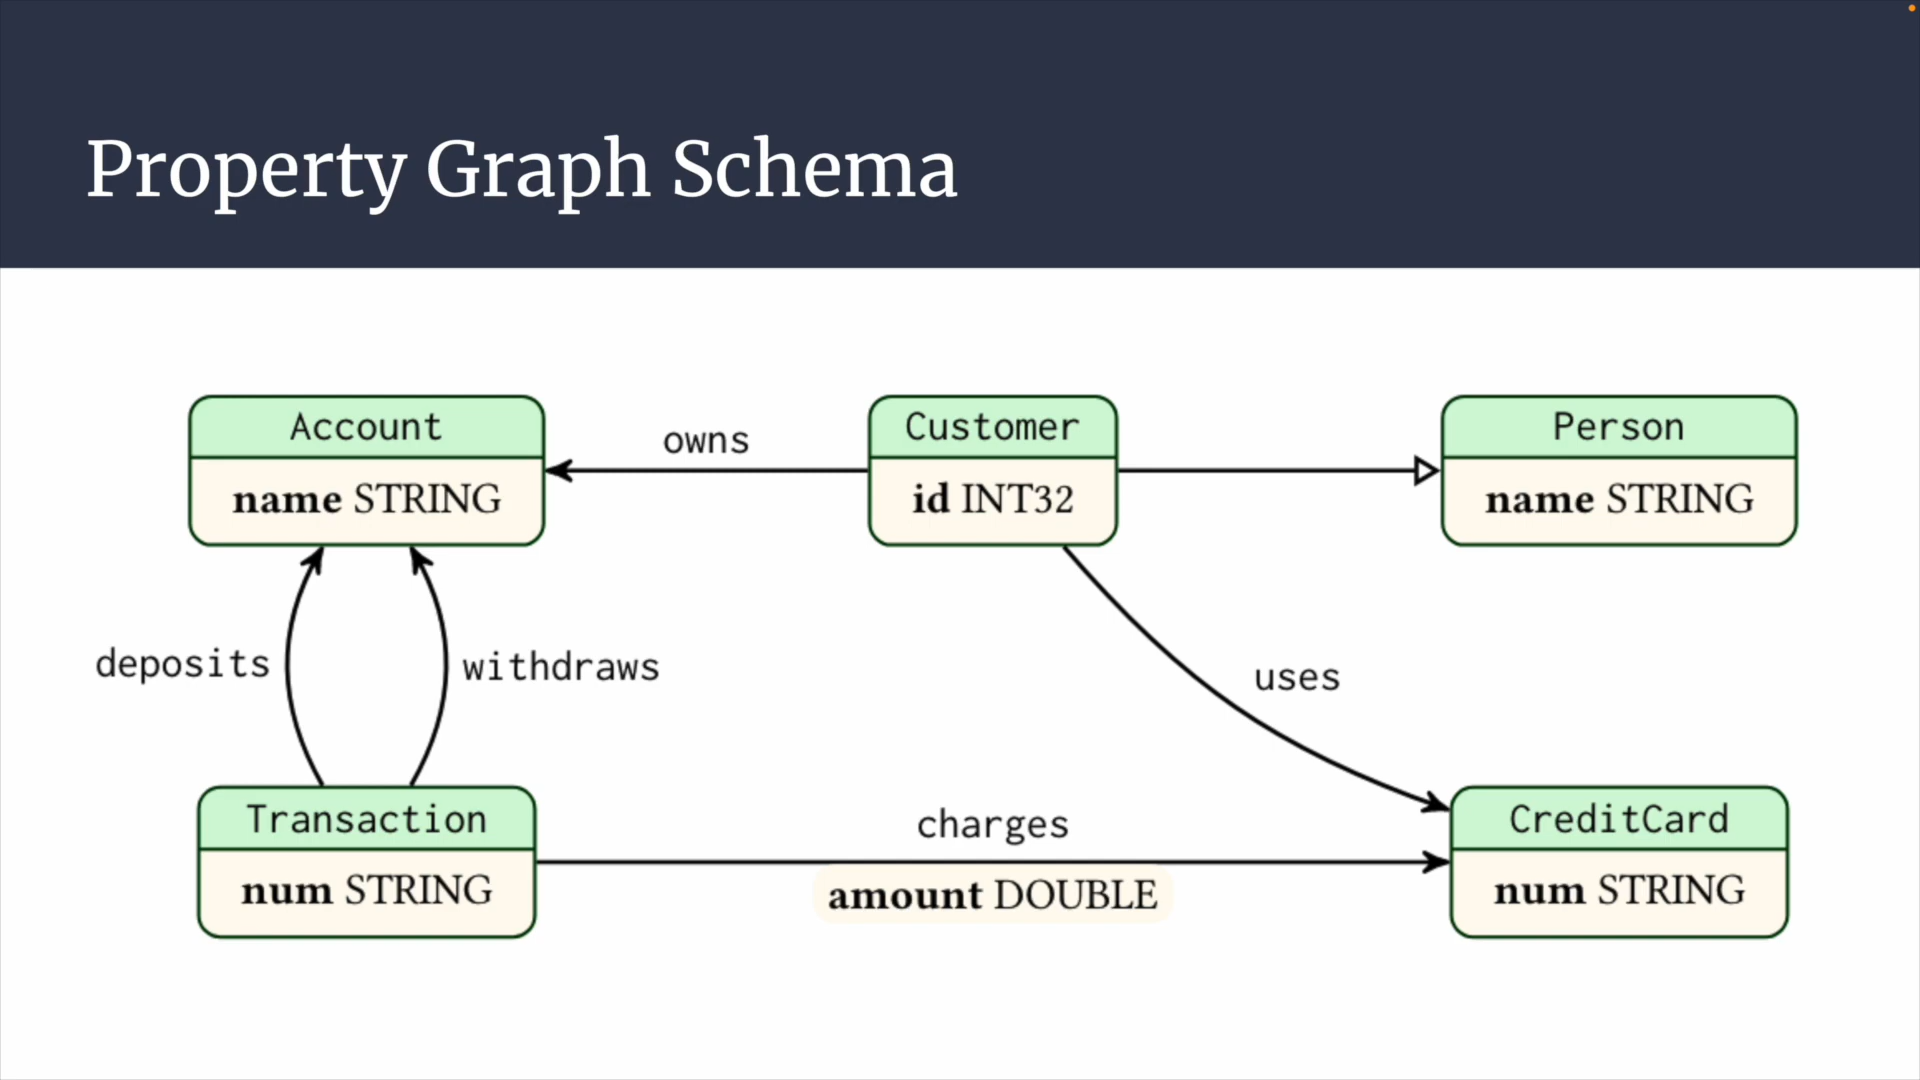 Property Graph Schema
Account
name STRING
owns
Customer
id INT32
Person
name STRING
deposits
withdraws
uses
Transaction
num STRING
charges
amount DOUBLE
CreditCard
num STRING